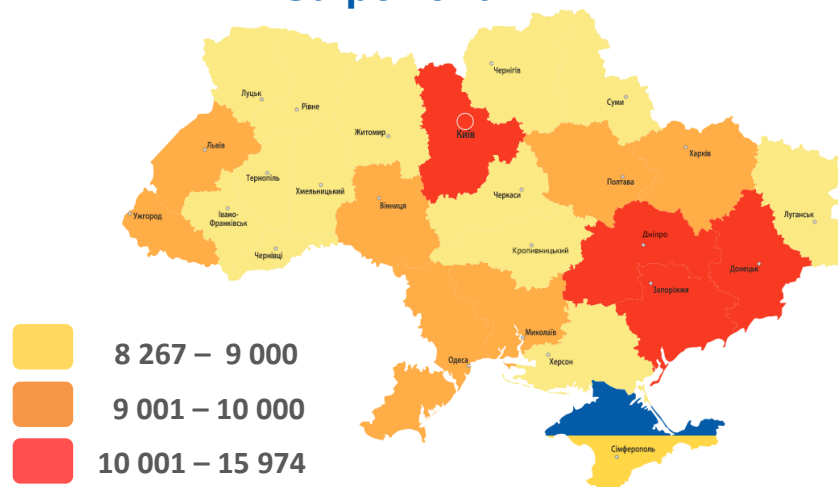 Чернігів
Луцьк
Рівне
Суми
Київ
Житомир
Львів
Харків
Тернопіль
Полтава
Хмельницький
Черкаси
Вінниця
Ужгород
Івано-
Франківськ
Луганськ
Дніпро
Чернівці
Кропивницький
Донецьк
Запоріжжя
Миколаїв
8 267 – 9 000
Одеса
Херсон
9 001 – 10 000
Сімферополь
10 001 – 15 974